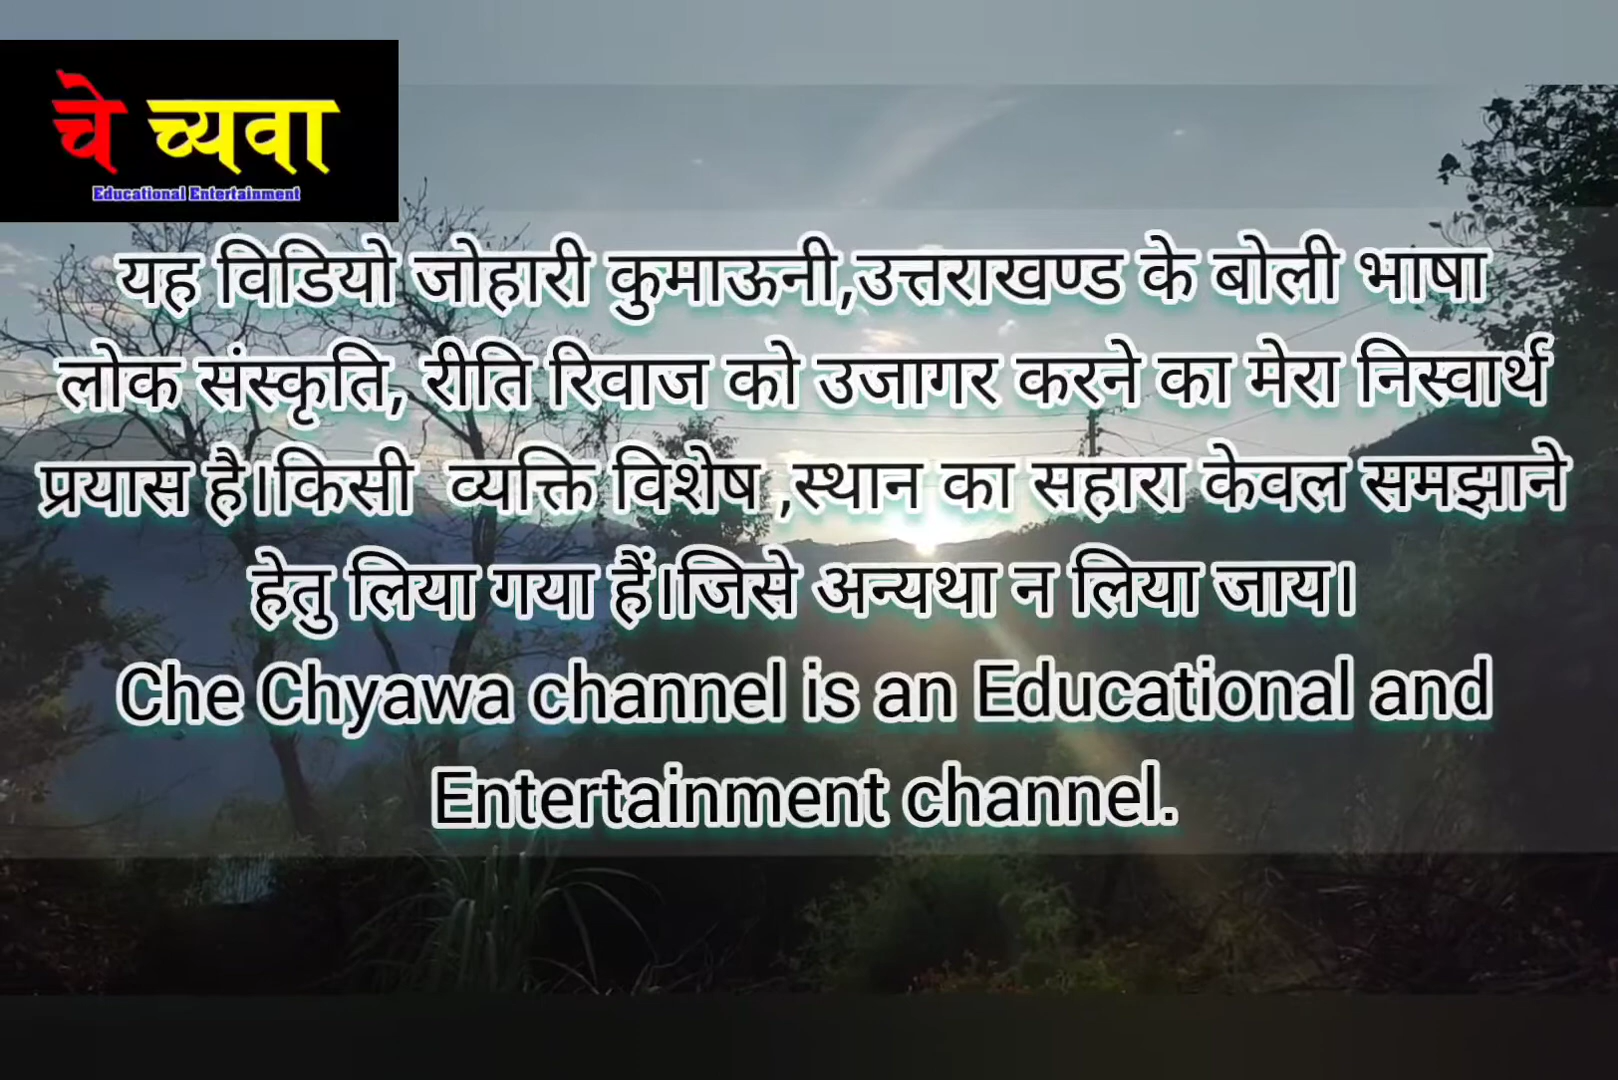 चे च्यवा
Educational Entertainment
यह विडियो जोहारी कुमाऊनी,उत्तराखण्ड के बोली भाषा
लोक संस्कृति, रीति रिवाज को उजागर करने का मेरा निस्वार्थ
प्रयास है।किसी  व्यक्ति विशेष ,स्थान का सहारा केवल समझाने
हेतु लिया गया हैं।जिसे अन्यथा न लिया जाय।
Che Chyawa channel is an Educational and
Entertainment channel.